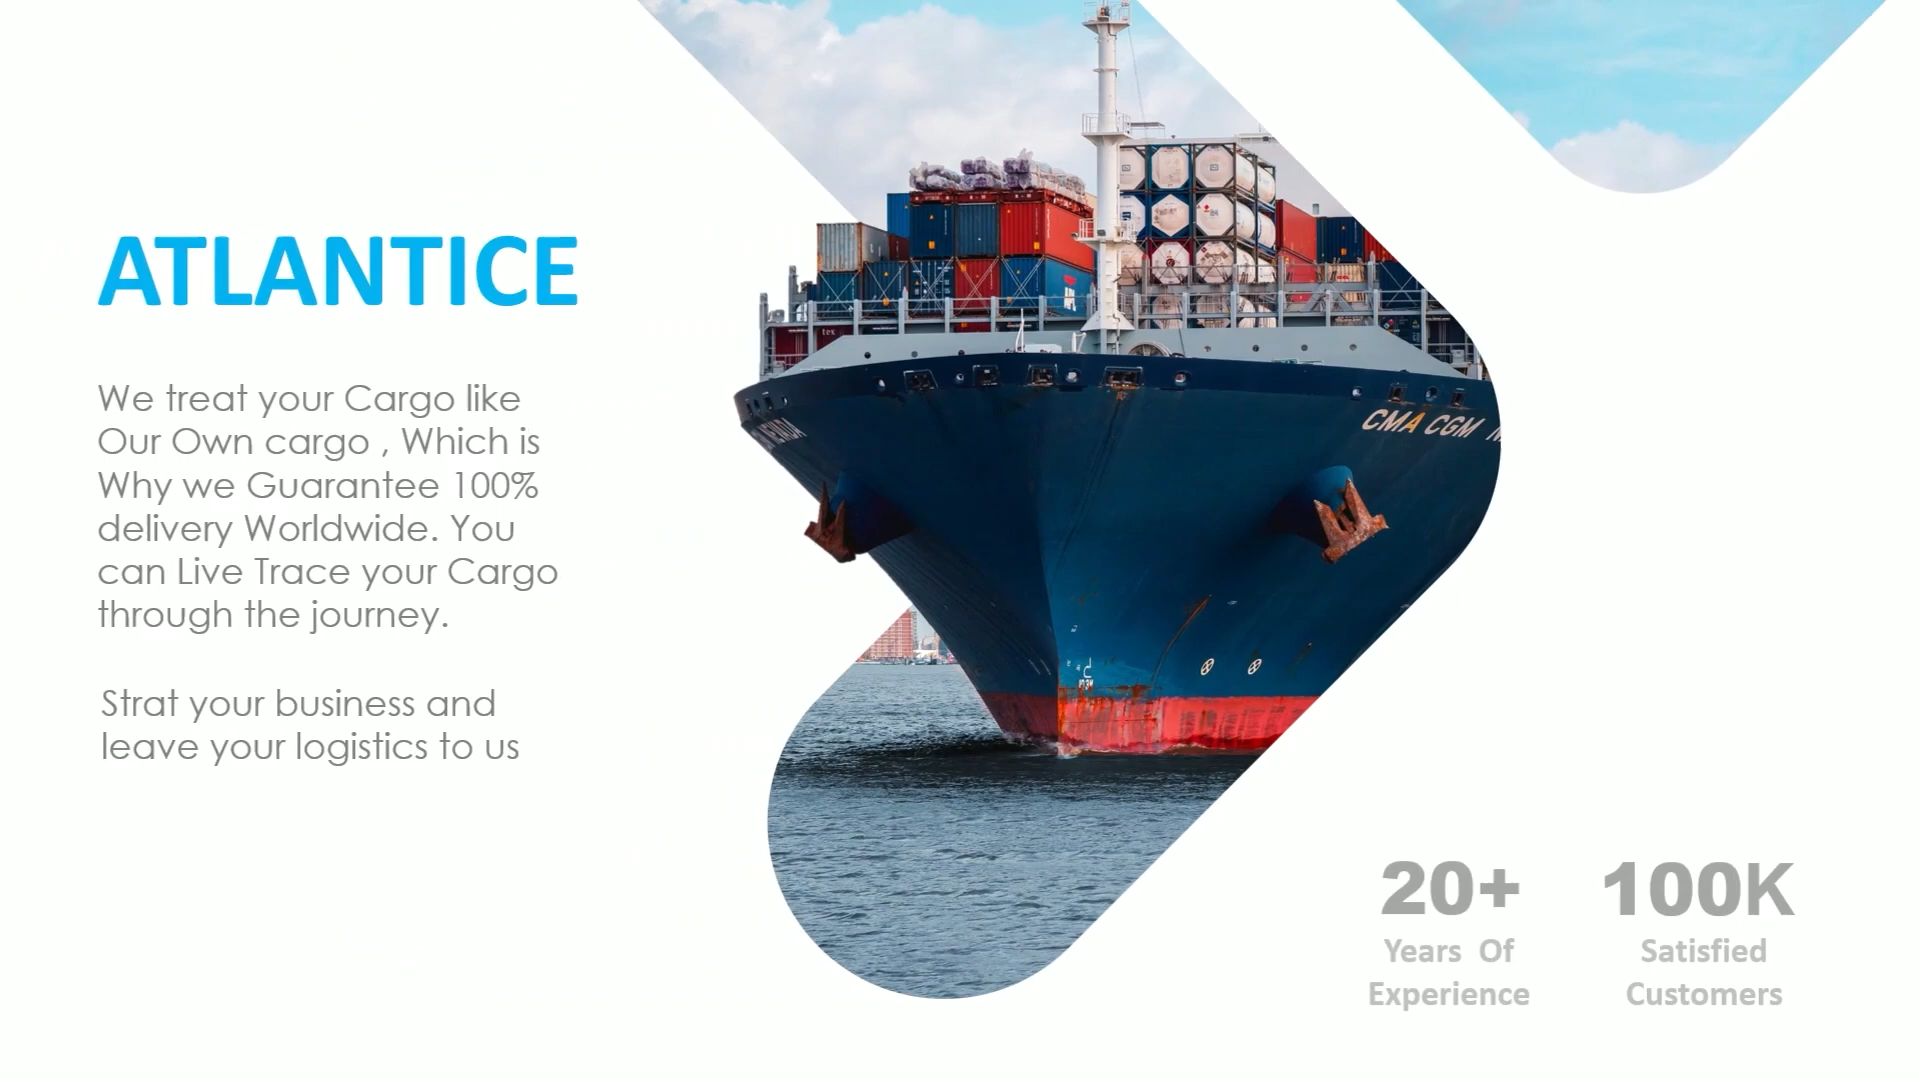 ATLANTICE
We treat your Cargo like
Our Own cargo , Which is
Why we Guarantee 100%
delivery Worldwide. You
can Live Trace your Cargo
through the journey.
Strat your business and
leave your logistics to us
CMA CGM
APL
tex
20+
Years Of
Experience
100K
Satisfied
Customers